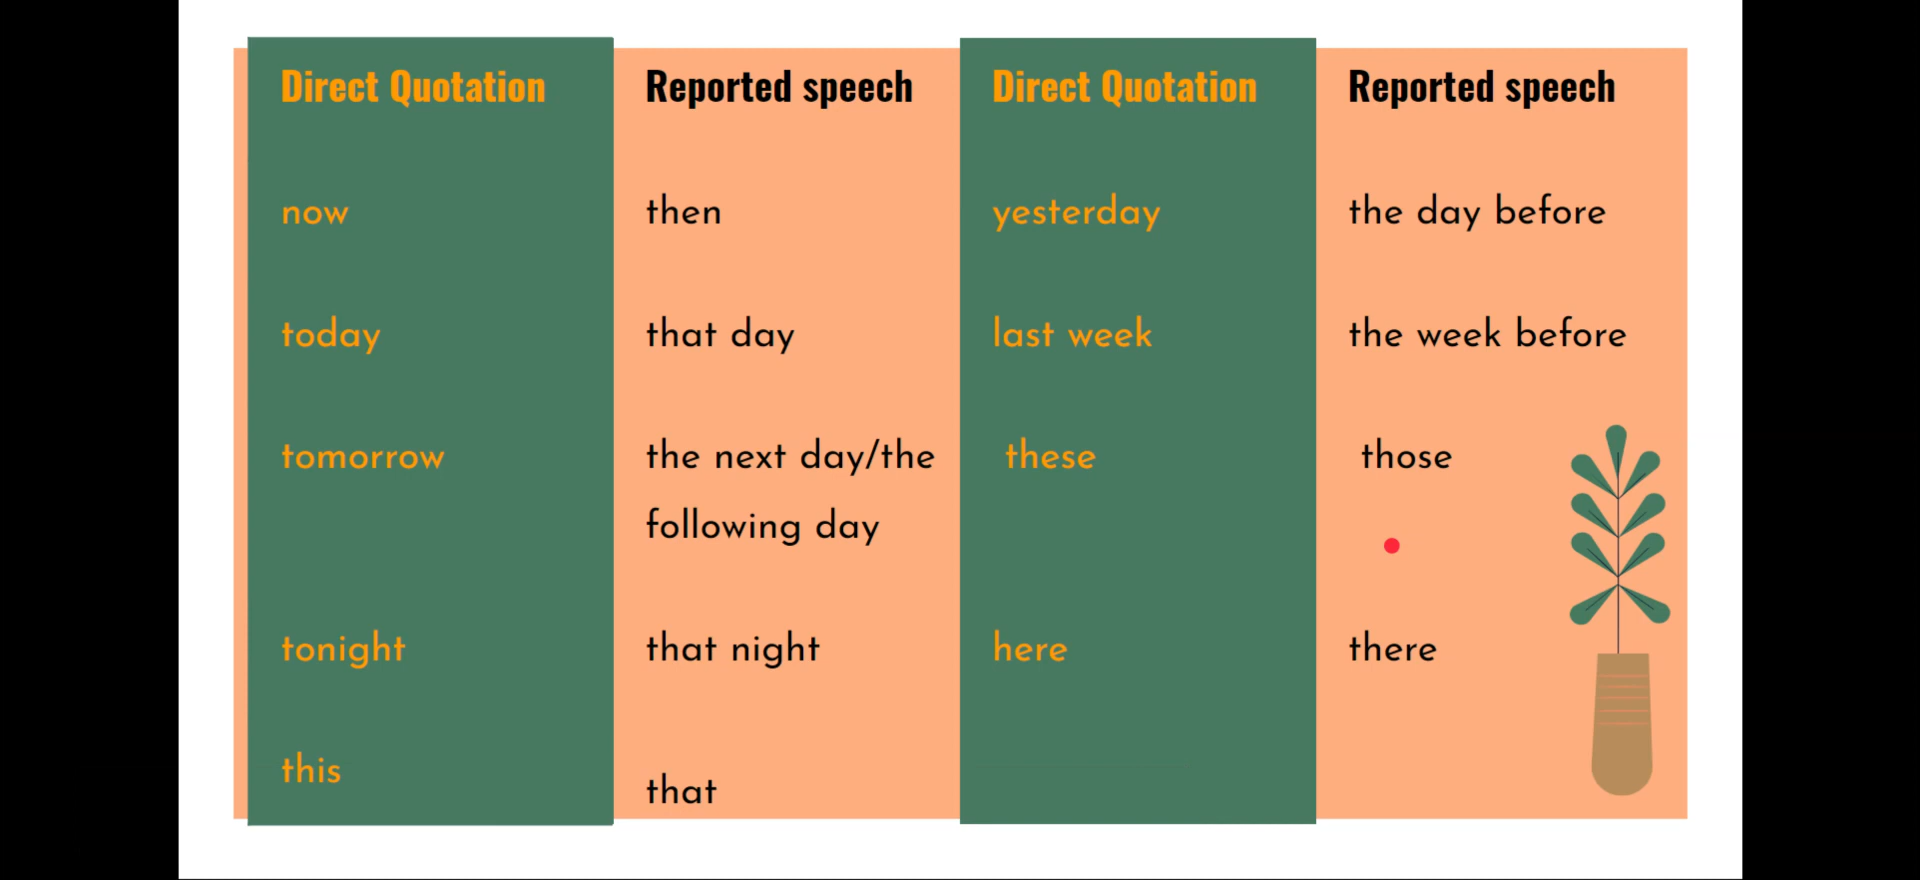 Direct Quotation Reported speech Direct Quotation Reported speech
now then yesterday the day before
today that day last week the week before
tomorrow the next day/the these those
following day
tonight that night here there
this that